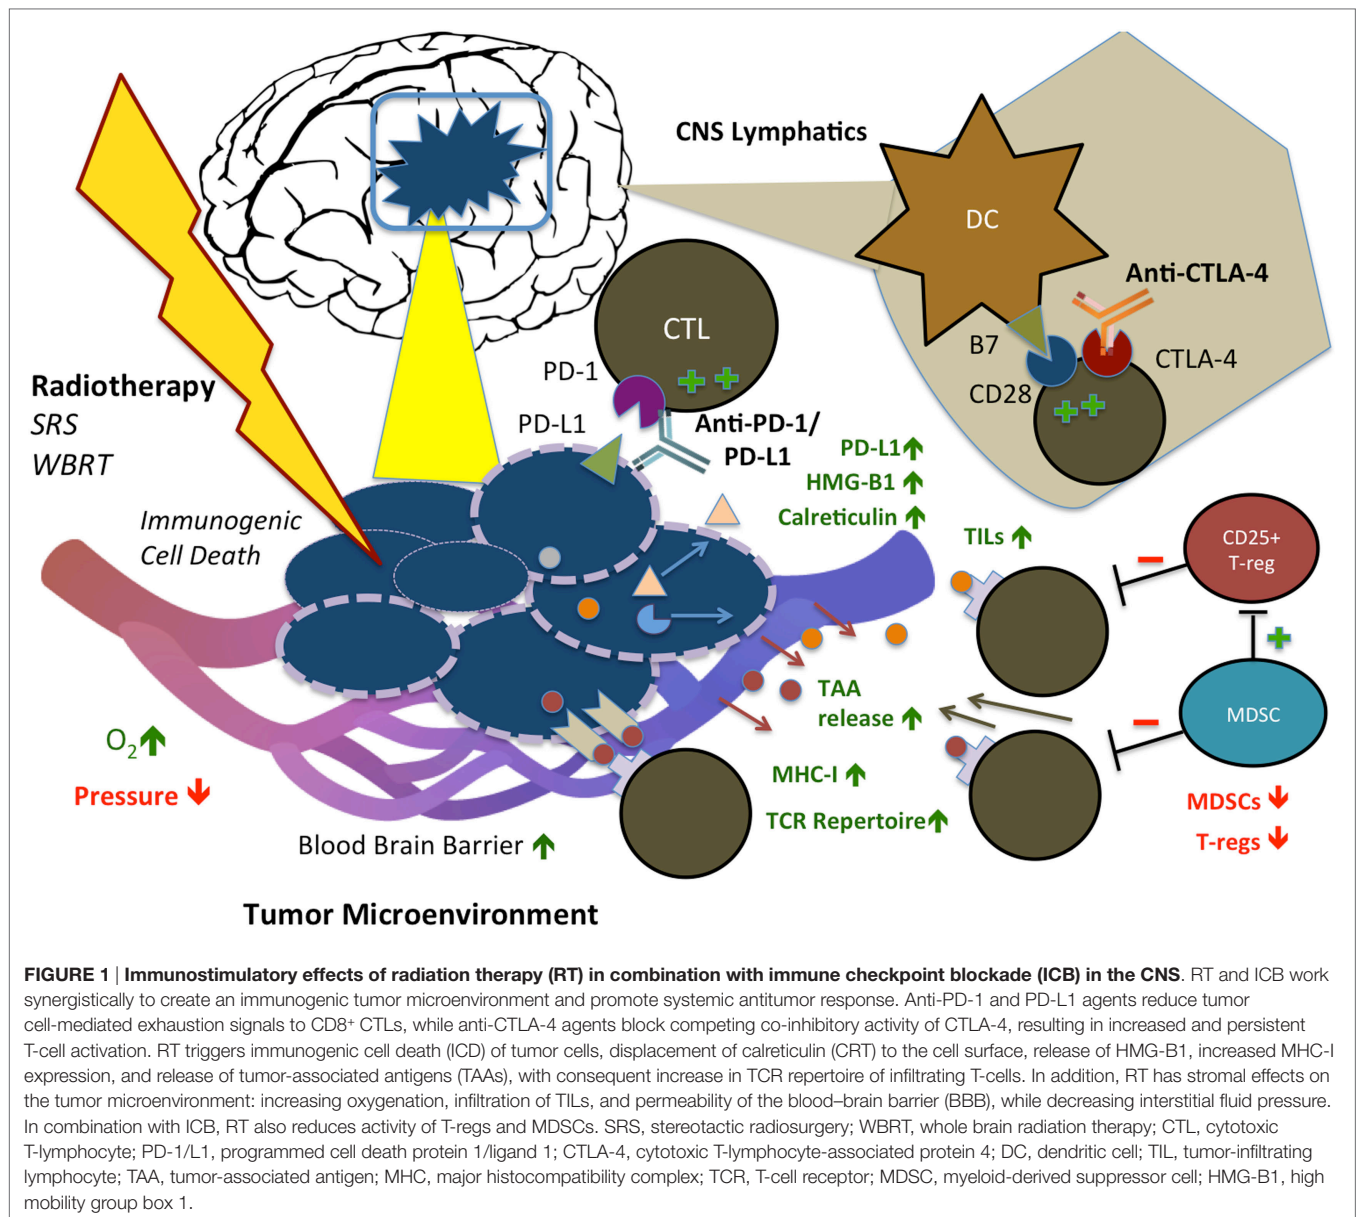 CNS Lymphatics
DC
Anti-CTLA-4
B7
CTLA-4
CD28
CTL
PD-1
PD-L1
Anti-PD-1/
PD-L1
Radiotherapy
SRS
WBRT
Immunogenic
Cell Death
PD-L1
HMG-B1
Calreticulin
TILs
CD25+
T-reg
TAA
release
MDSC
O2
Pressure
MHC-I
TCR Repertoire
MDSCs
T-regs
Blood Brain Barrier
Tumor Microenvironment
FIGURE 1 | Immunostimulatory effects of radiation therapy (RT) in combination with immune checkpoint blockade (ICB) in the CNS. RT and ICB work
synergistically to create an immunogenic tumor microenvironment and promote systemic antitumor response. Anti-PD-1 and PD-L1 agents reduce tumor
cell-mediated exhaustion signals to CD8+ CTLs, while anti-CTLA-4 agents block competing co-inhibitory activity of CTLA-4, resulting in increased and persistent
T-cell activation. RT triggers immunogenic cell death (ICD) of tumor cells, displacement of calreticulin (CRT) to the cell surface, release of HMG-B1, increased MHC-I
expression, and release of tumor-associated antigens (TAAs), with consequent increase in TCR repertoire of infiltrating T-cells. In addition, RT has stromal effects on
the tumor microenvironment: increasing oxygenation, infiltration of TILs, and permeability of the blood–brain barrier (BBB), while decreasing interstitial fluid pressure.
In combination with ICB, RT also reduces activity of T-regs and MDSCs. SRS, stereotactic radiosurgery; WBRT, whole brain radiation therapy; CTL, cytotoxic
T-lymphocyte; PD-1/L1, programmed cell death protein 1/ligand 1; CTLA-4, cytotoxic T-lymphocyte-associated protein 4; DC, dendritic cell; TIL, tumor-infiltrating
lymphocyte; TAA, tumor-associated antigen; MHC, major histocompatibility complex; TCR, T-cell receptor; MDSC, myeloid-derived suppressor cell; HMG-B1, high
mobility group box 1.